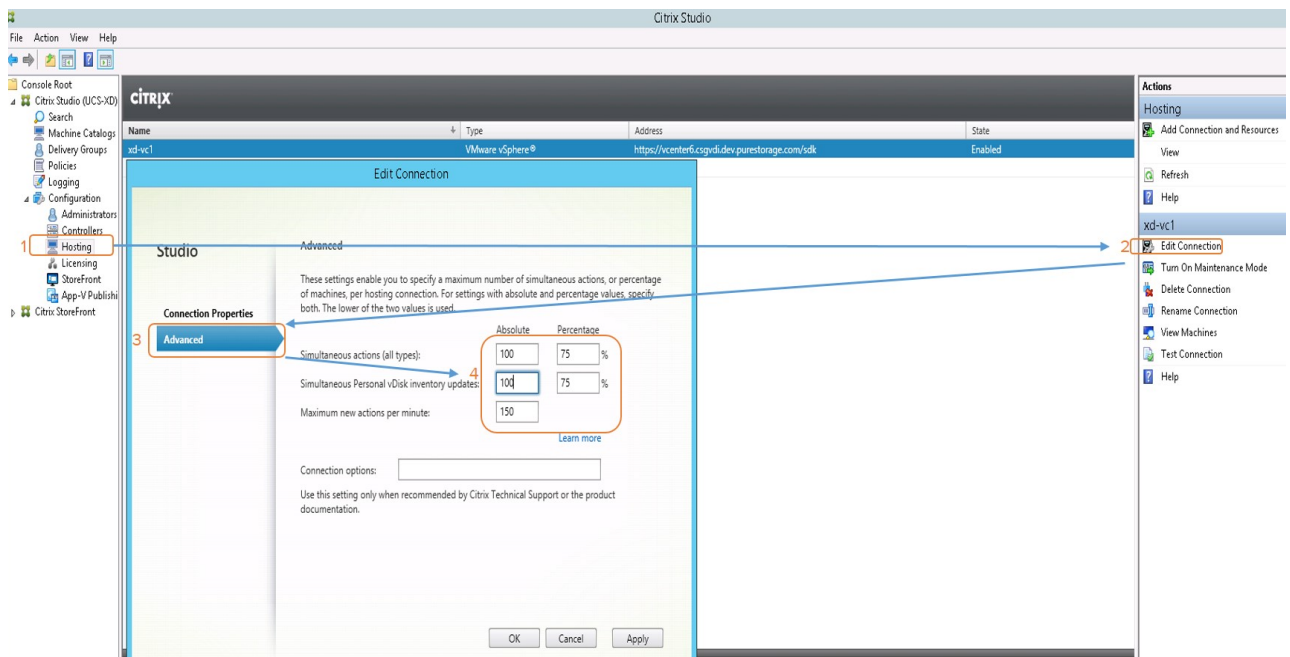 Citrix Studio
File Action View Help
Console Root
Citrix Studio (UCS-XD)
Search
Machine Catalogs
Delivery Groups
Policies
Logging
Configuration
Administrators
Controllers
1 Hosting
Licensing
StoreFront
App-V Publishi
Citrix StoreFront
CİTRIX
Name Type Address State
xd-vc1 VMware vSphere® https://vcenter6.csgvdi.dev.purestorage.com/sdk Enabled
Edit Connection
Studio
Connection Properties
3 Advanced
Advanced
These settings enable you to specify a maximum number of simultaneous actions, or percentage
of machines, per hosting connection. For settings with absolute and percentage values, specify
both. The lower of the two values is used.
Absolute Percentage
Simultaneous actions (all types): 100 75 %
4
Simultaneous Personal vDisk inventory updates: 100 75 %
Maximum new actions per minute: 150
Learn more
Connection options:
Use this setting only when recommended by Citrix Technical Support or the product
documentation.
OK Cancel Apply
Actions
Hosting
Add Connection and Resources
View
Refresh
Help
xd-vc1
2 Edit Connection
Turn On Maintenance Mode
Delete Connection
Rename Connection
View Machines
Test Connection
Help